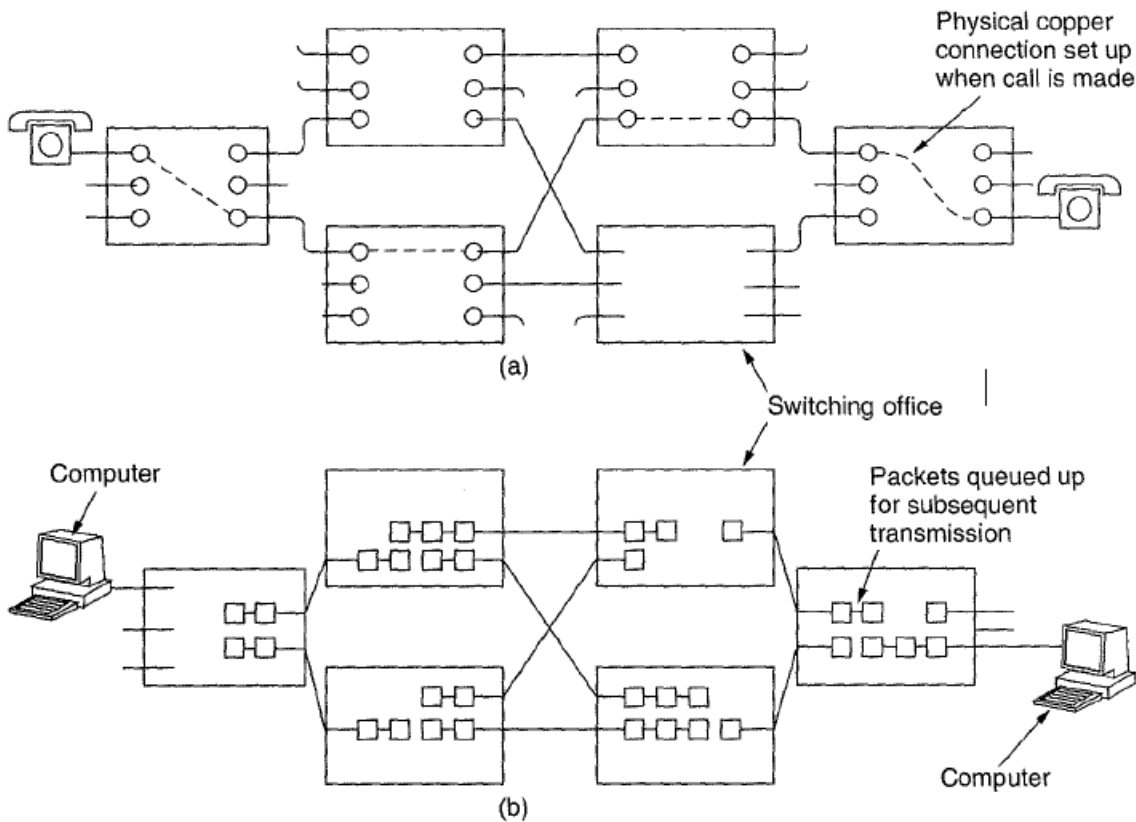 Physical copper
connection set up
when call is made
(a)
Switching office
Computer
Packets queued up
for subsequent
transmission
Computer
(b)